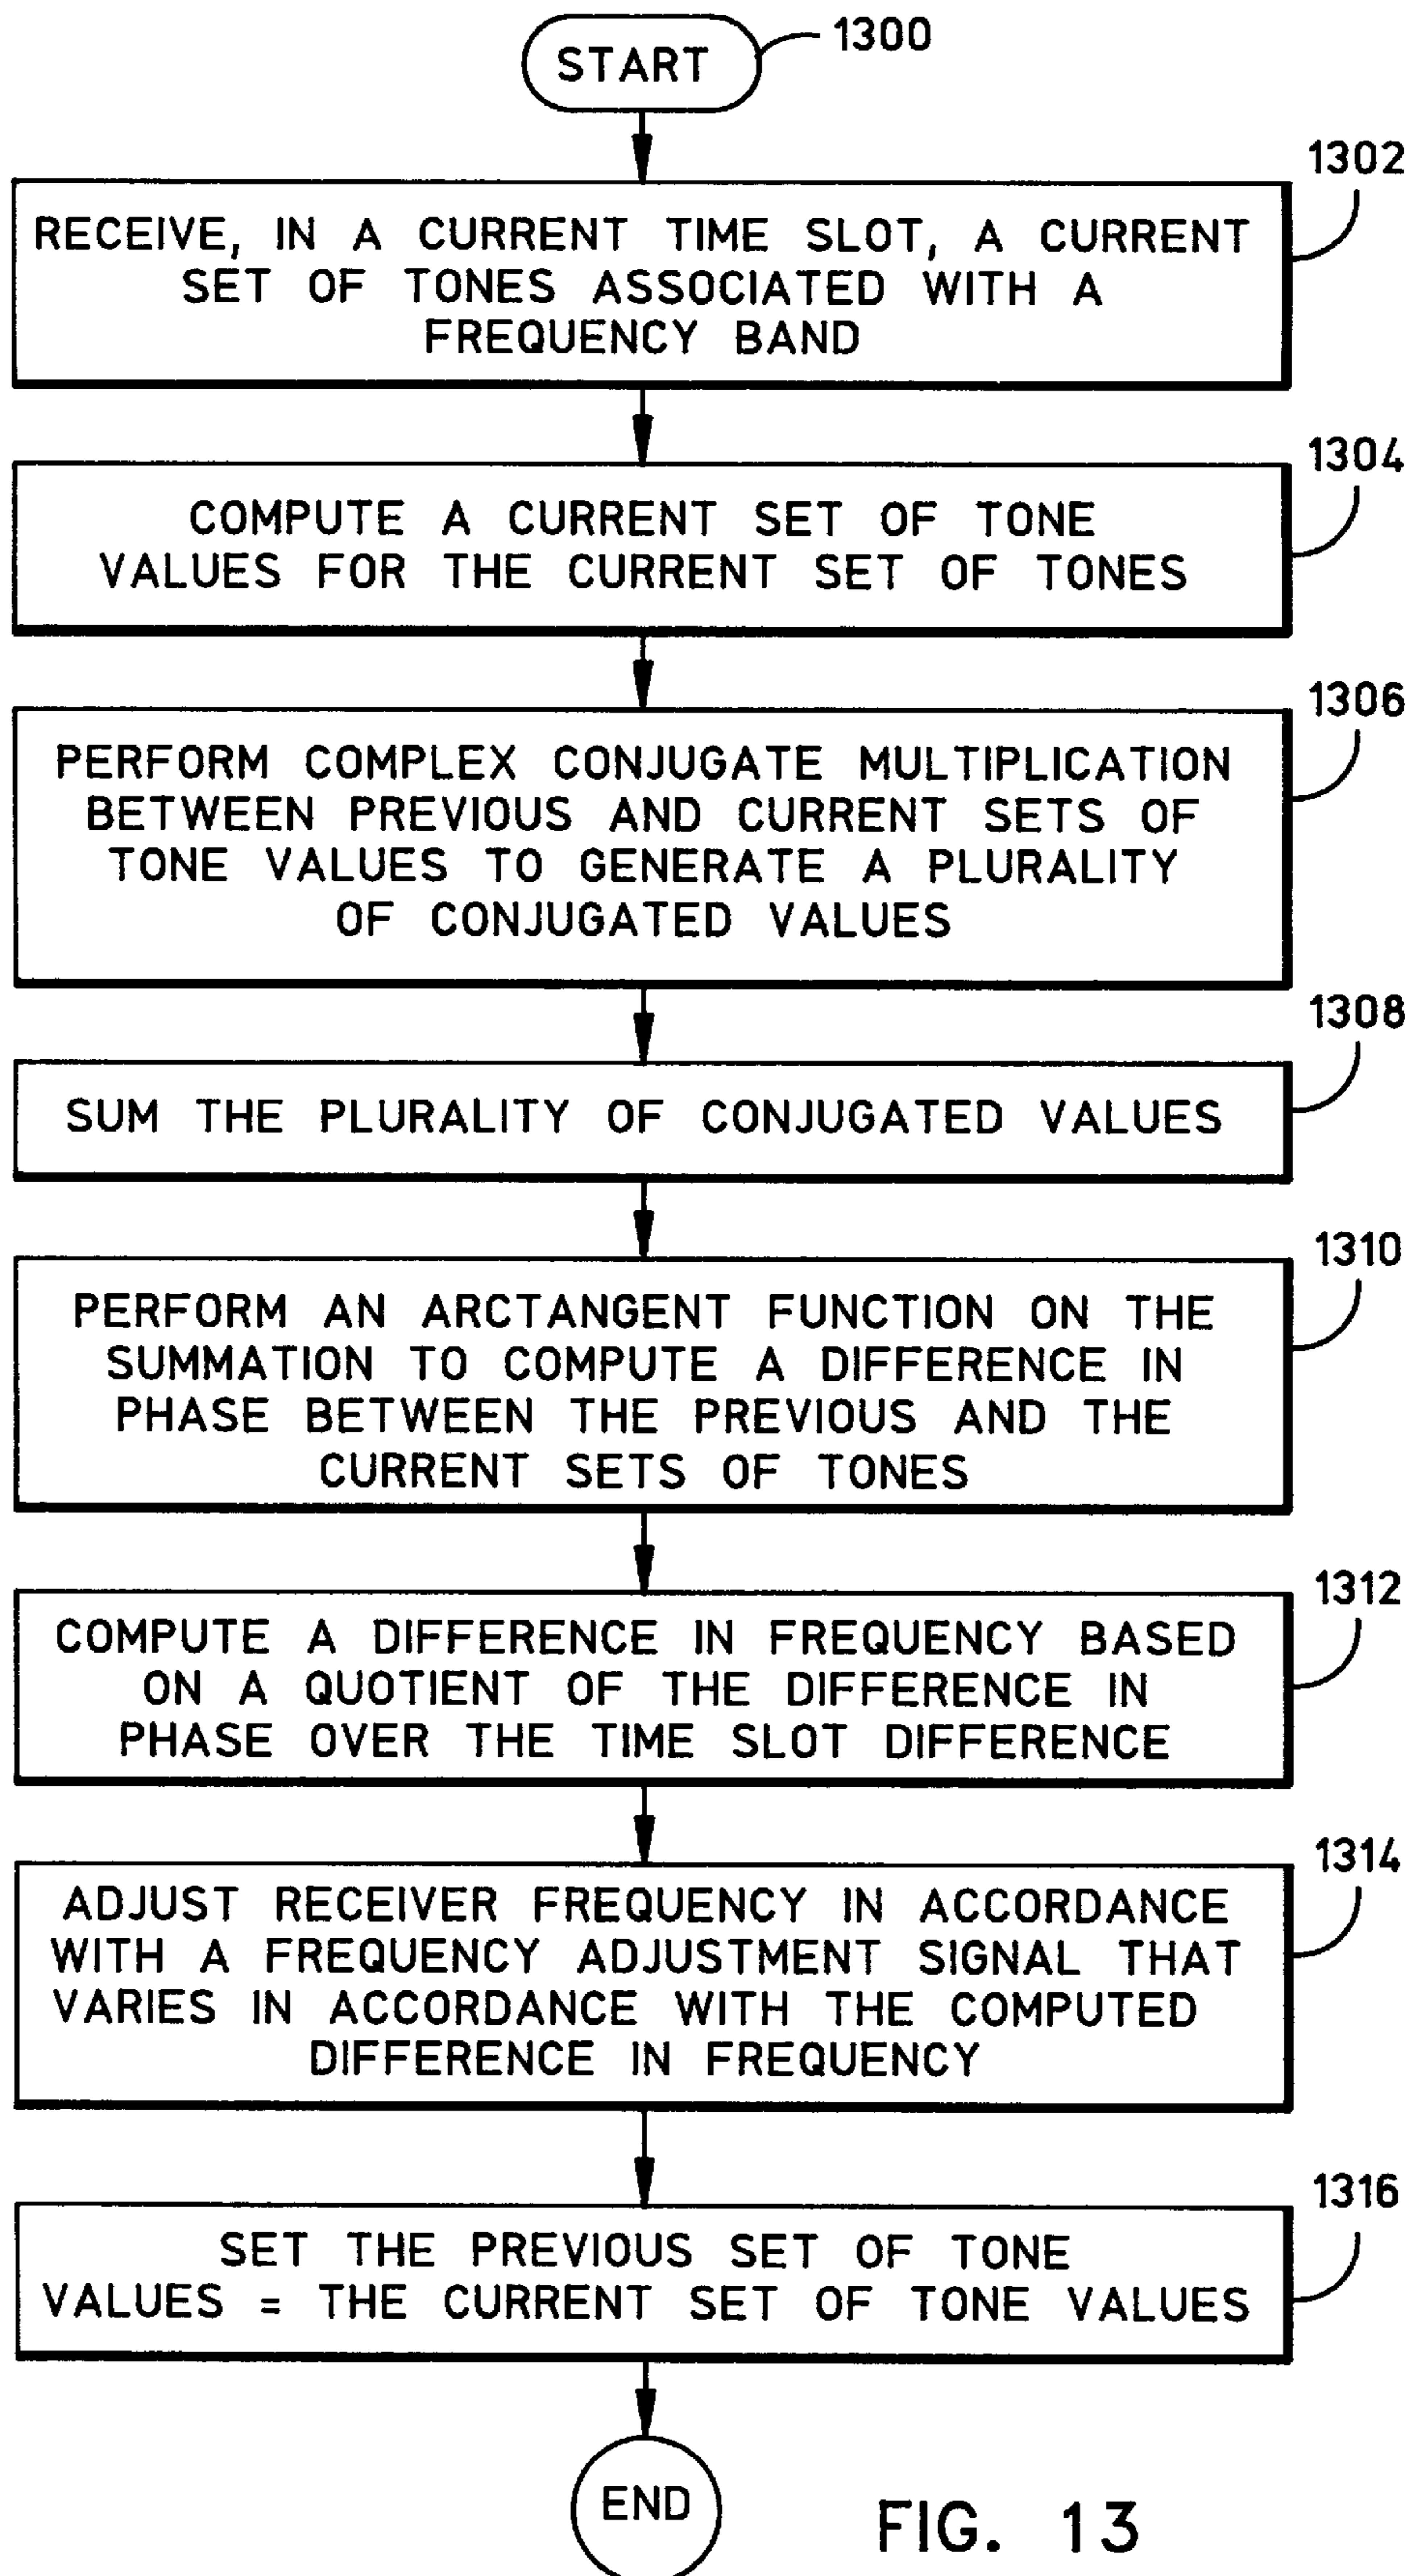 START
1300
1302
RECEIVE, IN A CURRENT TIME SLOT, A CURRENT
SET OF TONES ASSOCIATED WITH A
FREQUENCY BAND
1304
COMPUTE A CURRENT SET OF TONE
VALUES FOR THE CURRENT SET OF TONES
1306
PERFORM COMPLEX CONJUGATE MULTIPLICATION
BETWEEN PREVIOUS AND CURRENT SETS OF
TONE VALUES TO GENERATE A PLURALITY
OF CONJUGATED VALUES
1308
SUM THE PLURALITY OF CONJUGATED VALUES
1310
PERFORM AN ARCTANGENT FUNCTION ON THE
SUMMATION TO COMPUTE A DIFFERENCE IN
PHASE BETWEEN THE PREVIOUS AND THE
CURRENT SETS OF TONES
1312
COMPUTE A DIFFERENCE IN FREQUENCY BASED
ON A QUOTIENT OF THE DIFFERENCE IN
PHASE OVER THE TIME SLOT DIFFERENCE
1314
ADJUST RECEIVER FREQUENCY IN ACCORDANCE
WITH A FREQUENCY ADJUSTMENT SIGNAL THAT
VARIES IN ACCORDANCE WITH THE COMPUTED
DIFFERENCE IN FREQUENCY
1316
SET THE PREVIOUS SET OF TONE
VALUES = THE CURRENT SET OF TONE VALUES
END
FIG. 13